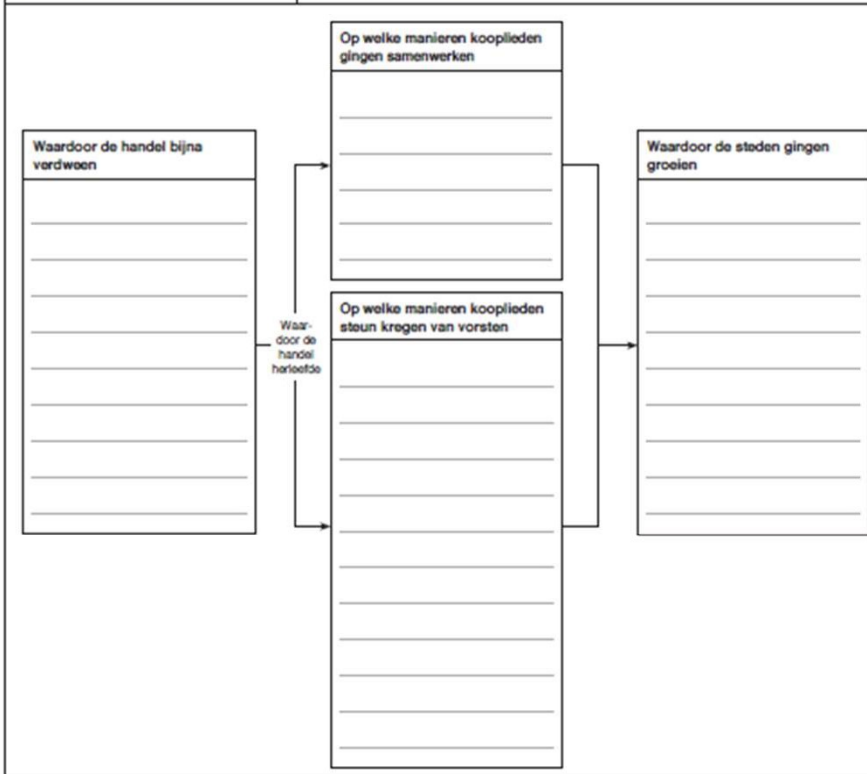 Waardoor de handel bijna
verdween
Waar-
door de
handel
herleefde
Op welke manieren kooplieden
gingen samenwerken
Op welke manieren kooplieden
steun kregen van vorsten
Waardoor de steden gingen
groeien